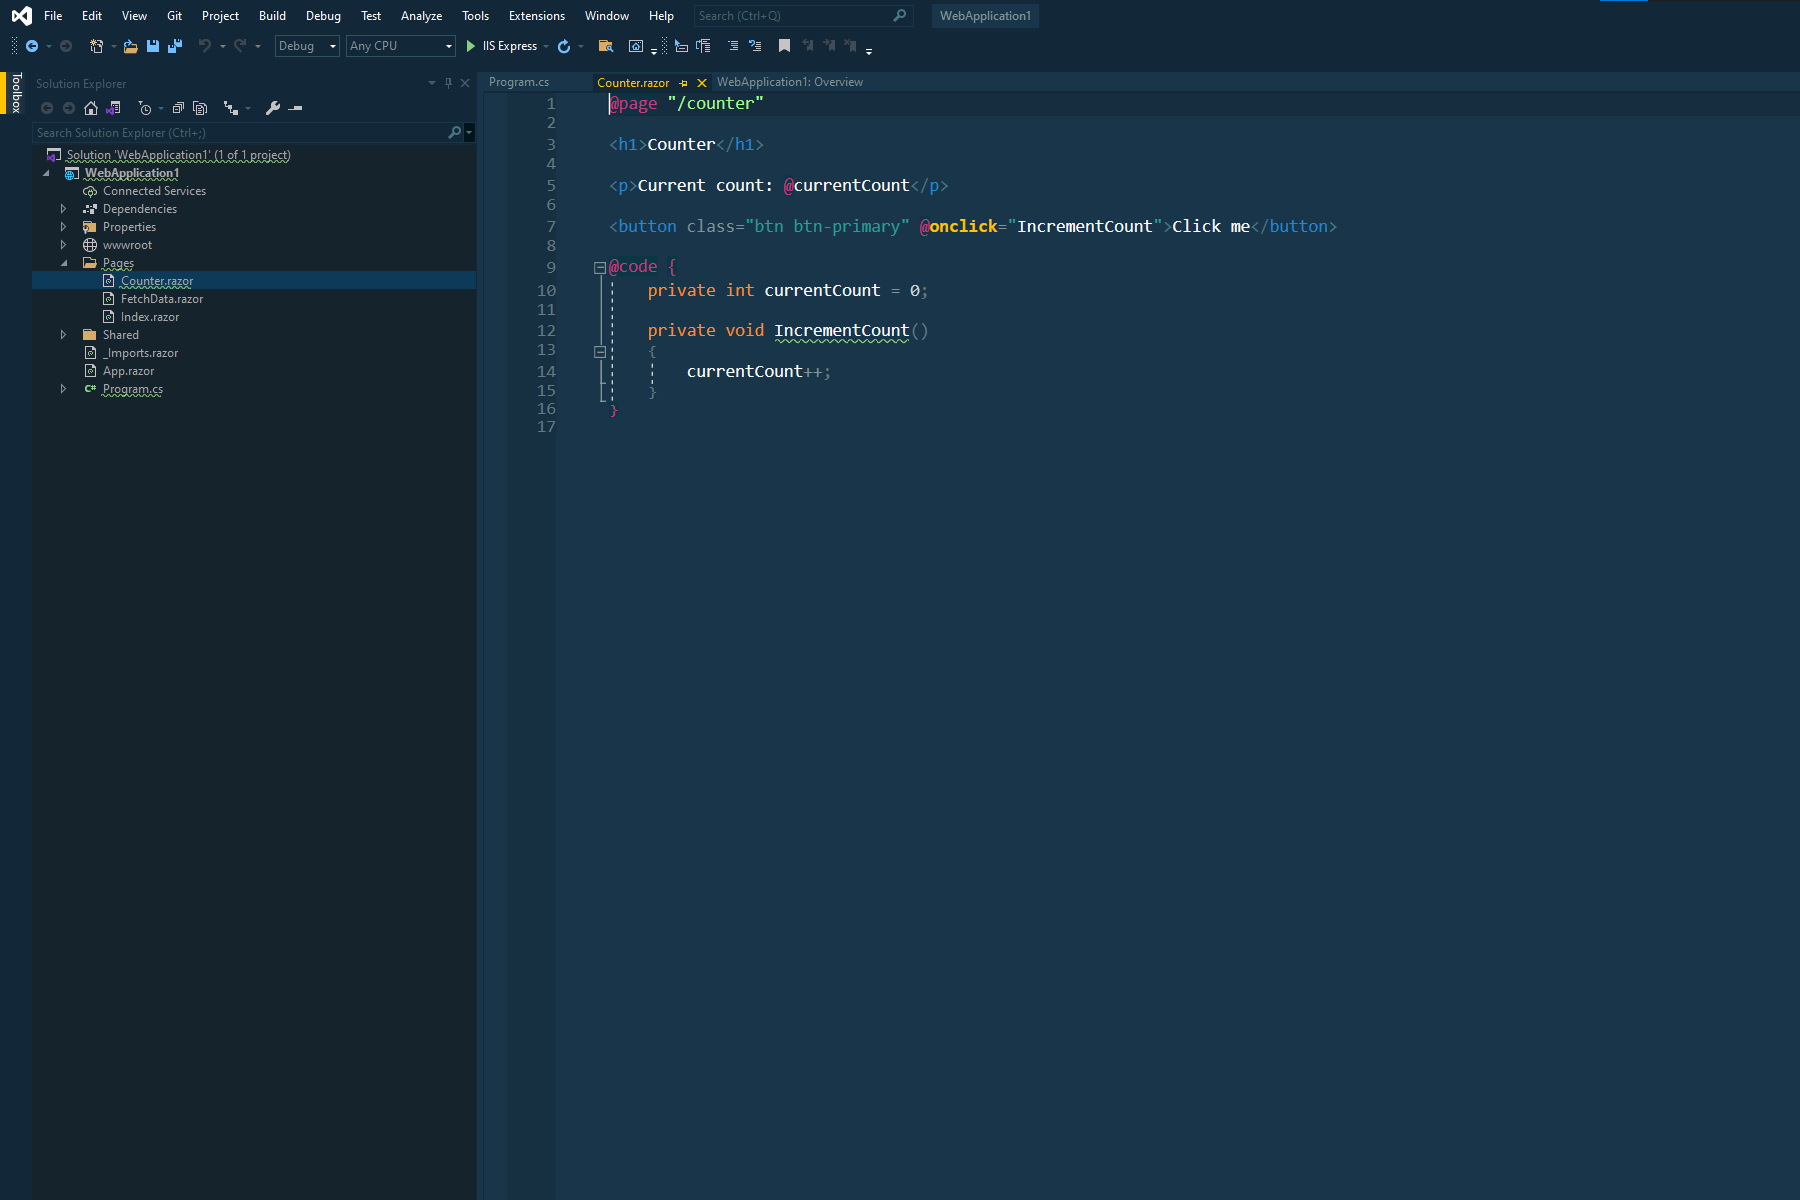 File Edit View Git Project Build Debug Test Analyze Tools Extensions Window Help Search (Ctrl+Q) WebApplication1
Debug Any CPU IIS Express
Toolbox
Solution Explorer
Search Solution Explorer (Ctrl+;)
Solution 'WebApplication1' (1 of 1 project)
WebApplication1
Connected Services
Dependencies
Properties
wwwroot
Pages
Counter.razor
FetchData.razor
Index.razor
Shared
_Imports.razor
App.razor
C# Program.cs
Program.cs Counter.razor WebApplication1: Overview
1 @page "/counter"
2
3 <h1>Counter</h1>
4
5 <p>Current count: @currentCount</p>
6
7 <button class="btn btn-primary" @onclick="IncrementCount">Click me</button>
8
9 @code {
10 private int currentCount = 0;
11
12 private void IncrementCount()
13 {
14 currentCount++;
15 }
16 }
17